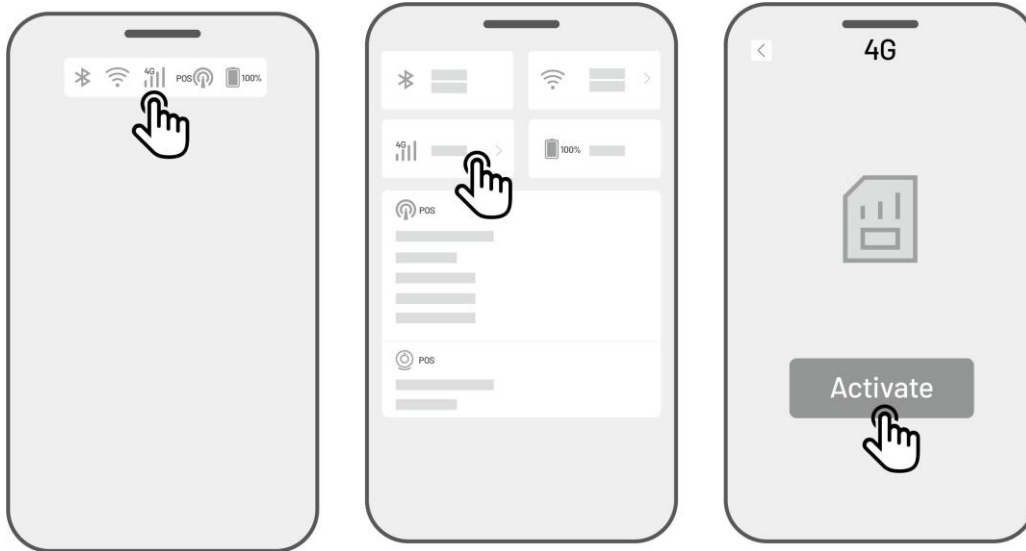 4G POS 100%
4G 100%
POS
POS
4G
Activate